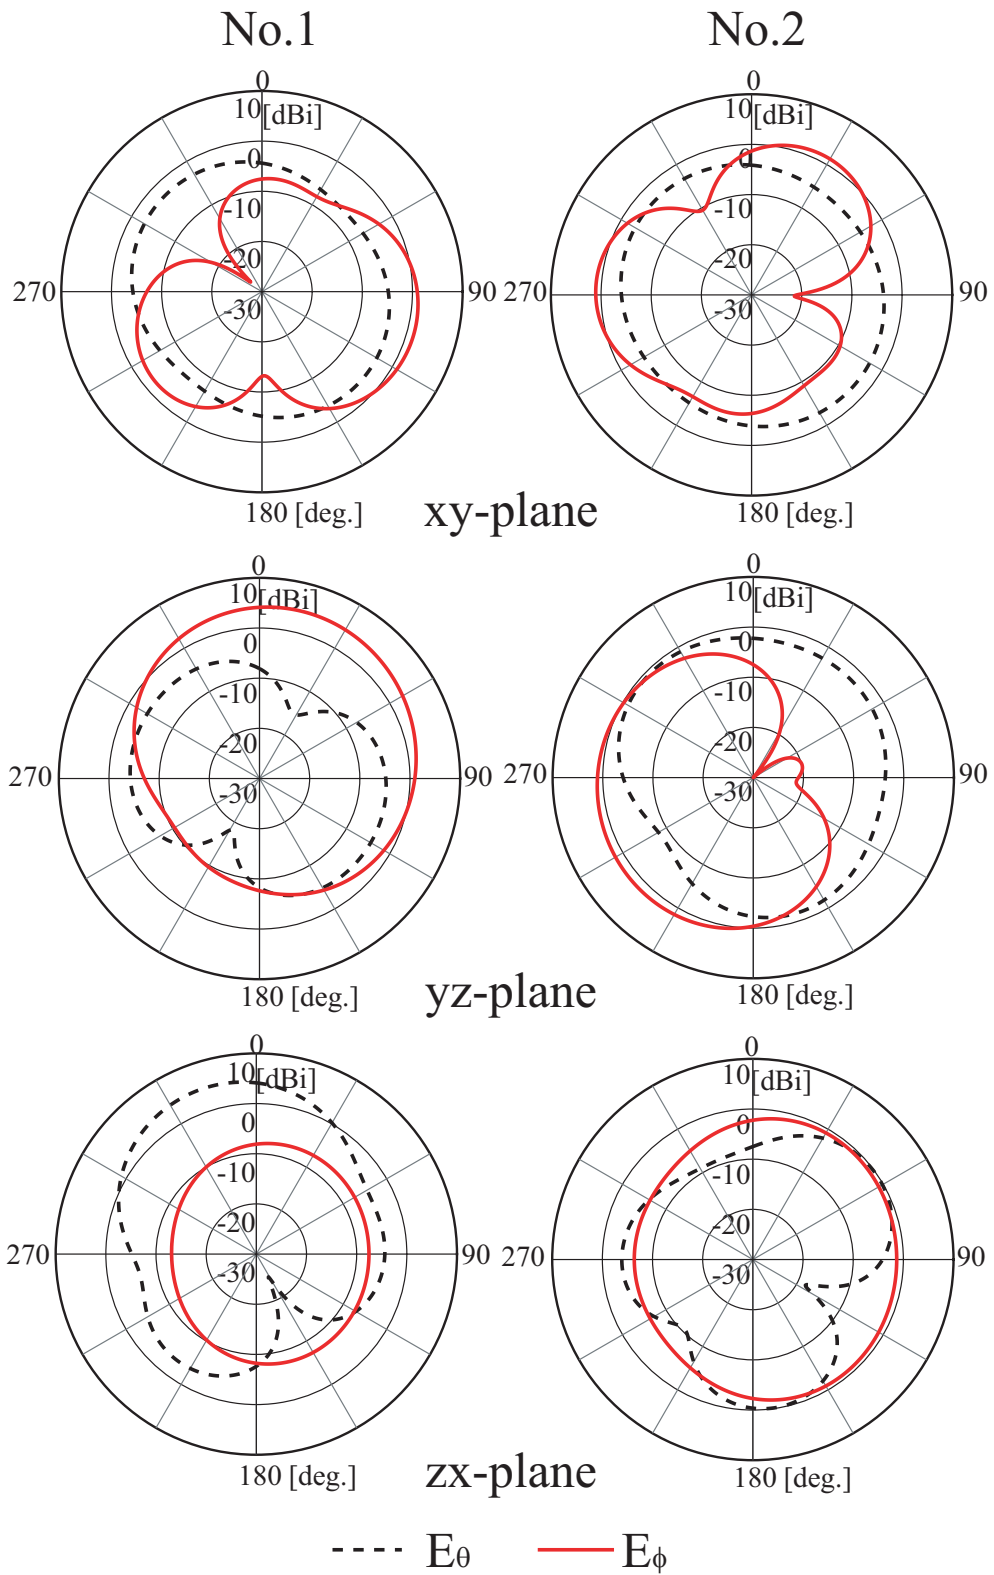 No.1 No.2
0 0
10 [dBi] 10 [dBi]
0 0
-10 -10
-20 -20
270 -30 90 270 -30 90
180 [deg.] xy-plane 180 [deg.]
0 0
10 [dBi] 10 [dBi]
0 0
-10 -10
-20 -20
270 -30 90 270 -30 90
180 [deg.] yz-plane 180 [deg.]
0 0
10 [dBi] 10 [dBi]
0 0
-10 -10
-20 -20
270 -30 90 270 -30 90
180 [deg.] zx-plane 180 [deg.]
Eθ Eϕ